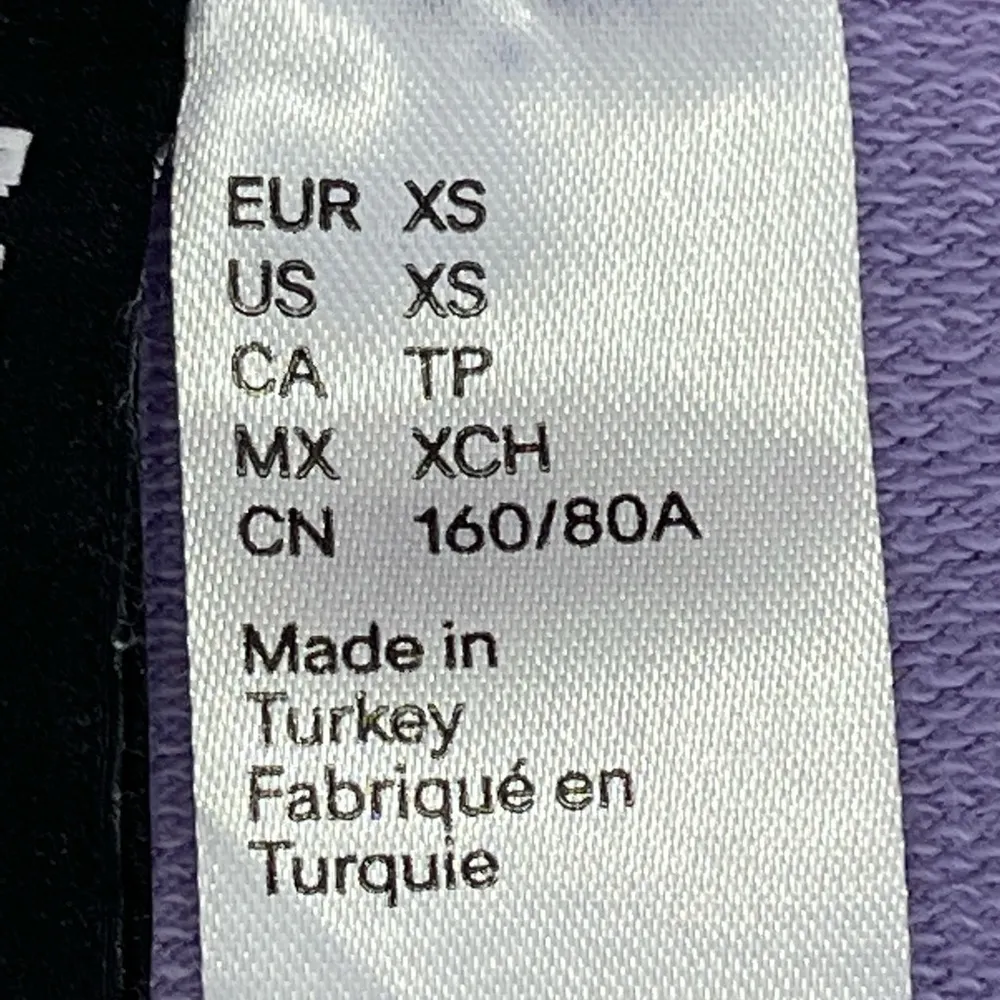 EUR XS
US XS
CA TP
MX XCH
CN 160/80A
Made in
Turkey
Fabriqué en
Turquie